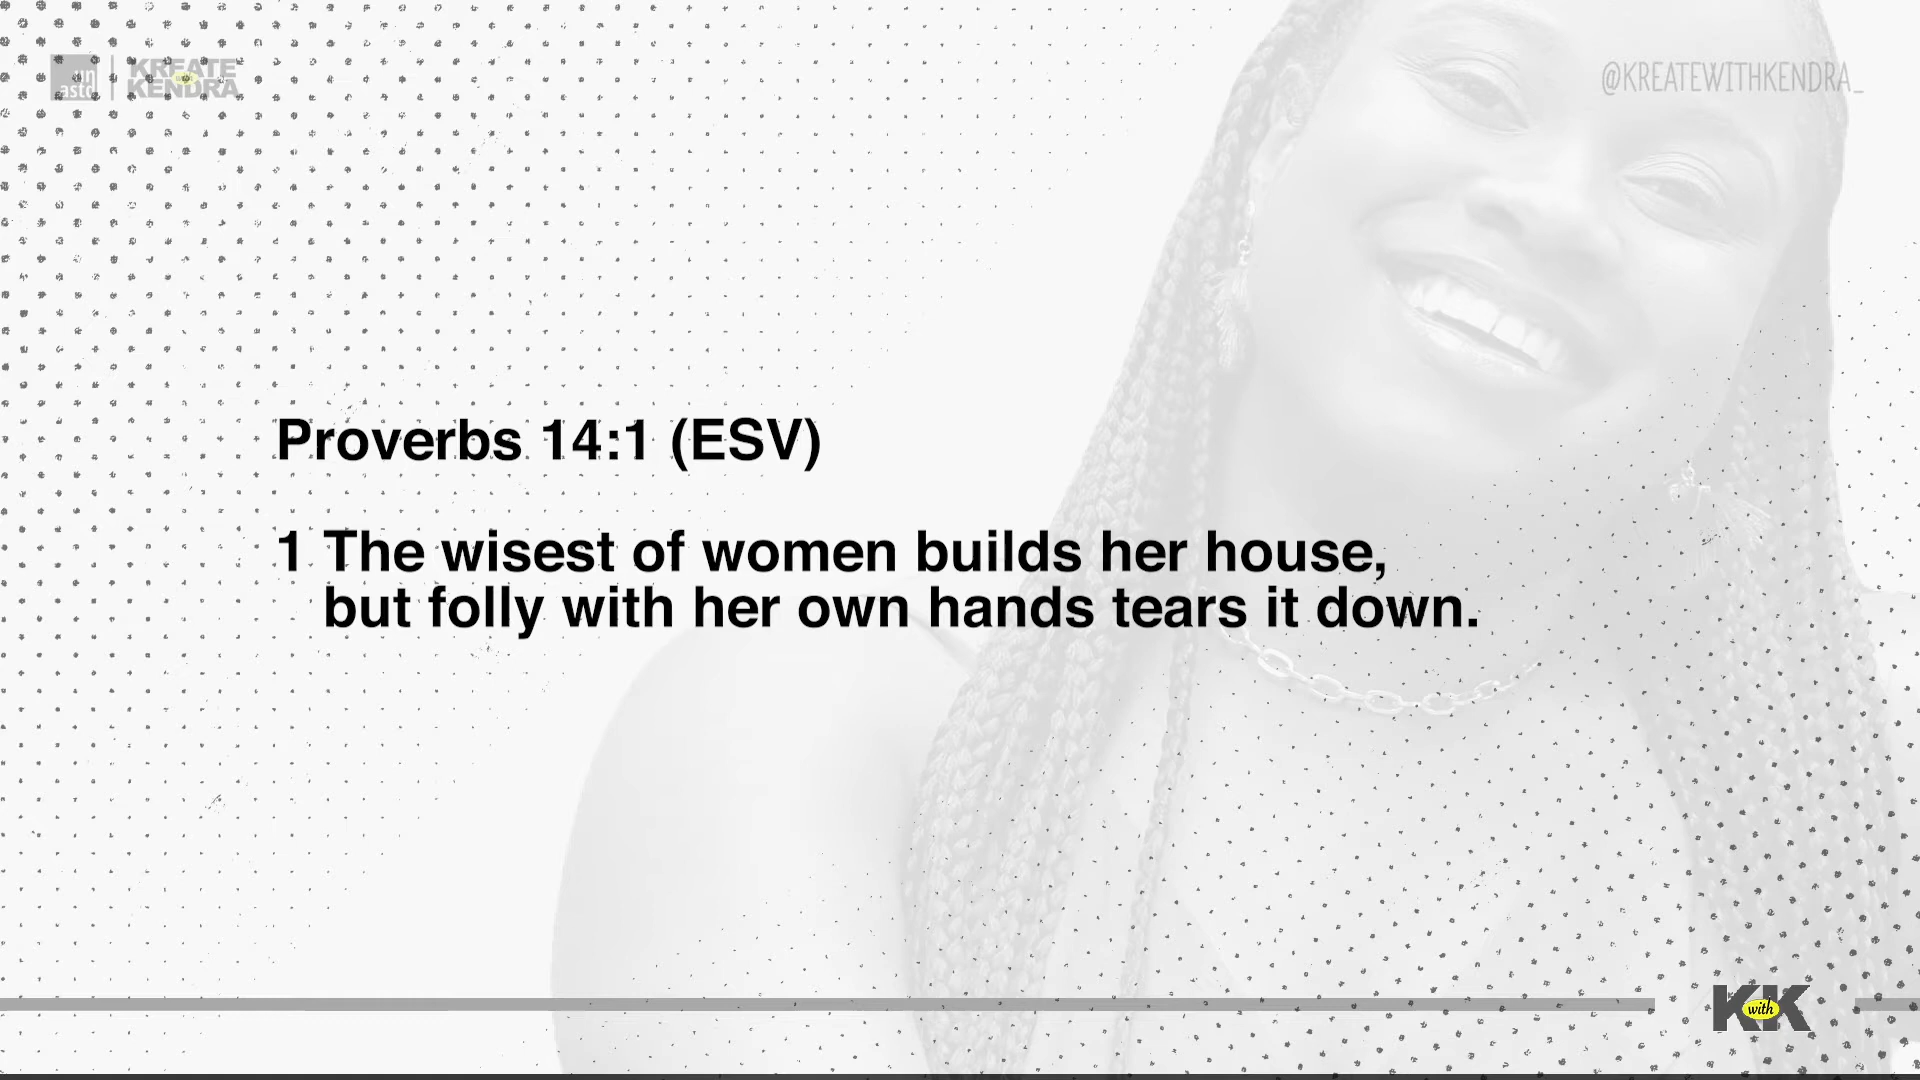 KREATE
with
KENDRA
@KREATEWITHKENDRA_
Proverbs 14:1 (ESV)
1 The wisest of women builds her house,
but folly with her own hands tears it down.
K with K